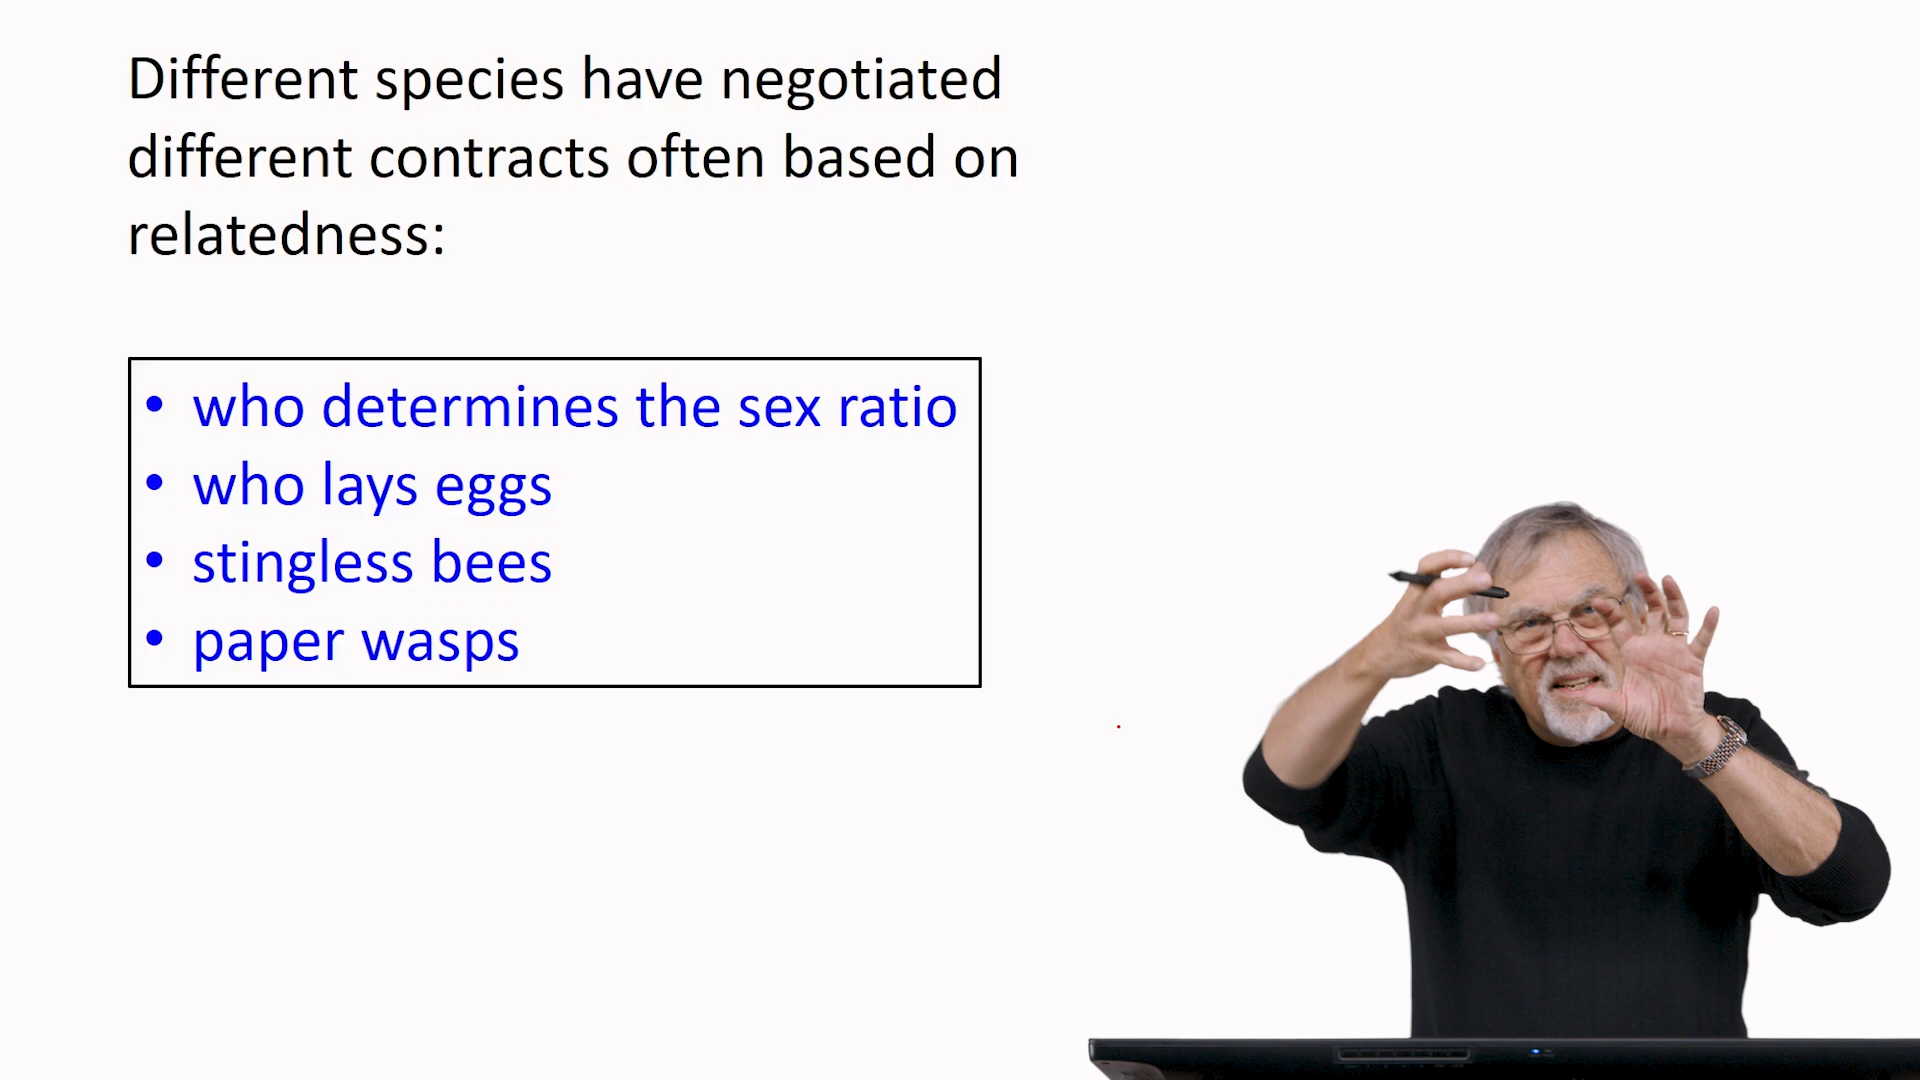 Different species have negotiated
different contracts often based on
relatedness:
• who determines the sex ratio
• who lays eggs
• stingless bees
• paper wasps